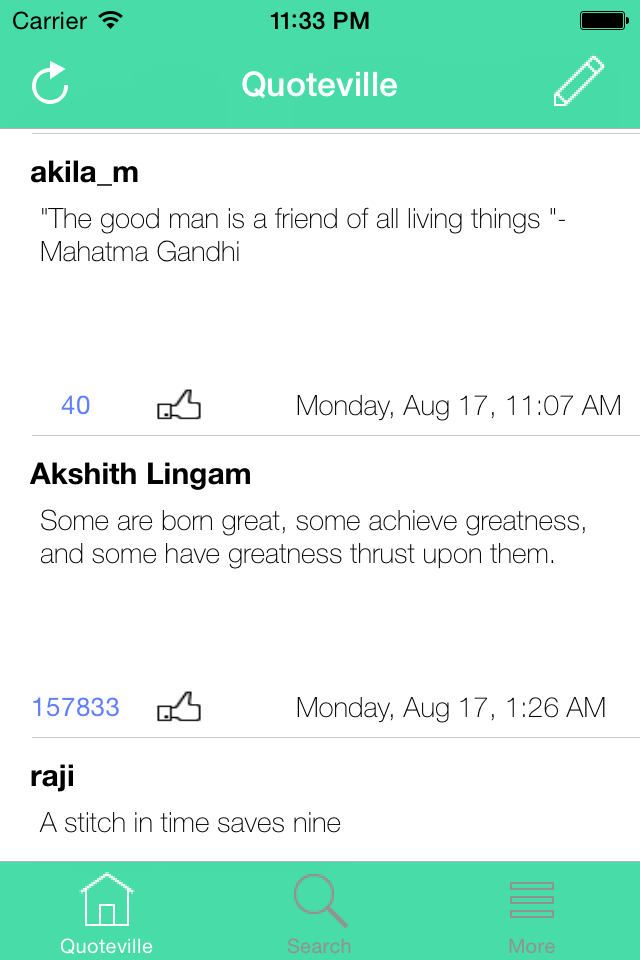 Carrier 11:33 PM
Quoteville
akila_m
"The good man is a friend of all living things "-
Mahatma Gandhi
40 Monday, Aug 17, 11:07 AM
Akshith Lingam
Some are born great, some achieve greatness,
and some have greatness thrust upon them.
157833 Monday, Aug 17, 1:26 AM
raji
A stitch in time saves nine
Quoteville Search More